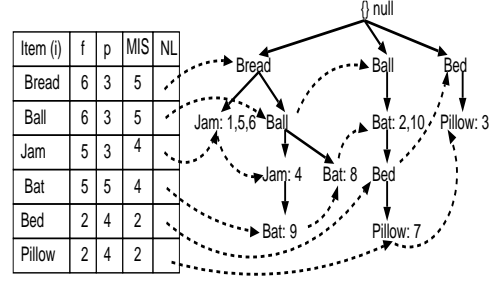 {} null
Item (i) f p MIS NL
Bread 6 3 5
Ball 6 3 5
Jam 5 3 4
Bat 5 5 4
Bed 2 4 2
Pillow 2 4 2
Bread Ball Bed
Jam: 1,5,6 Ball Bat: 2,10 Pillow: 3
Jam: 4 Bat: 8 Bed
Bat: 9 Pillow: 7